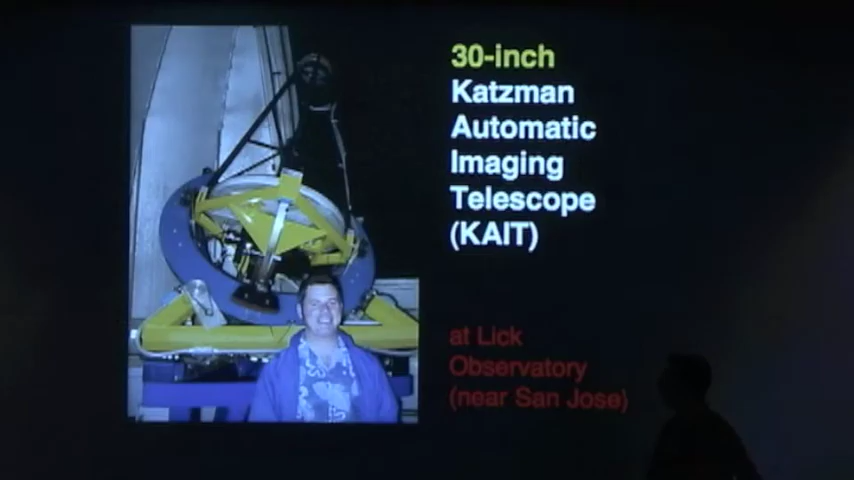 30-inch
Katzman
Automatic
Imaging
Telescope
(KAIT)
at Lick
Observatory
(near San Jose)